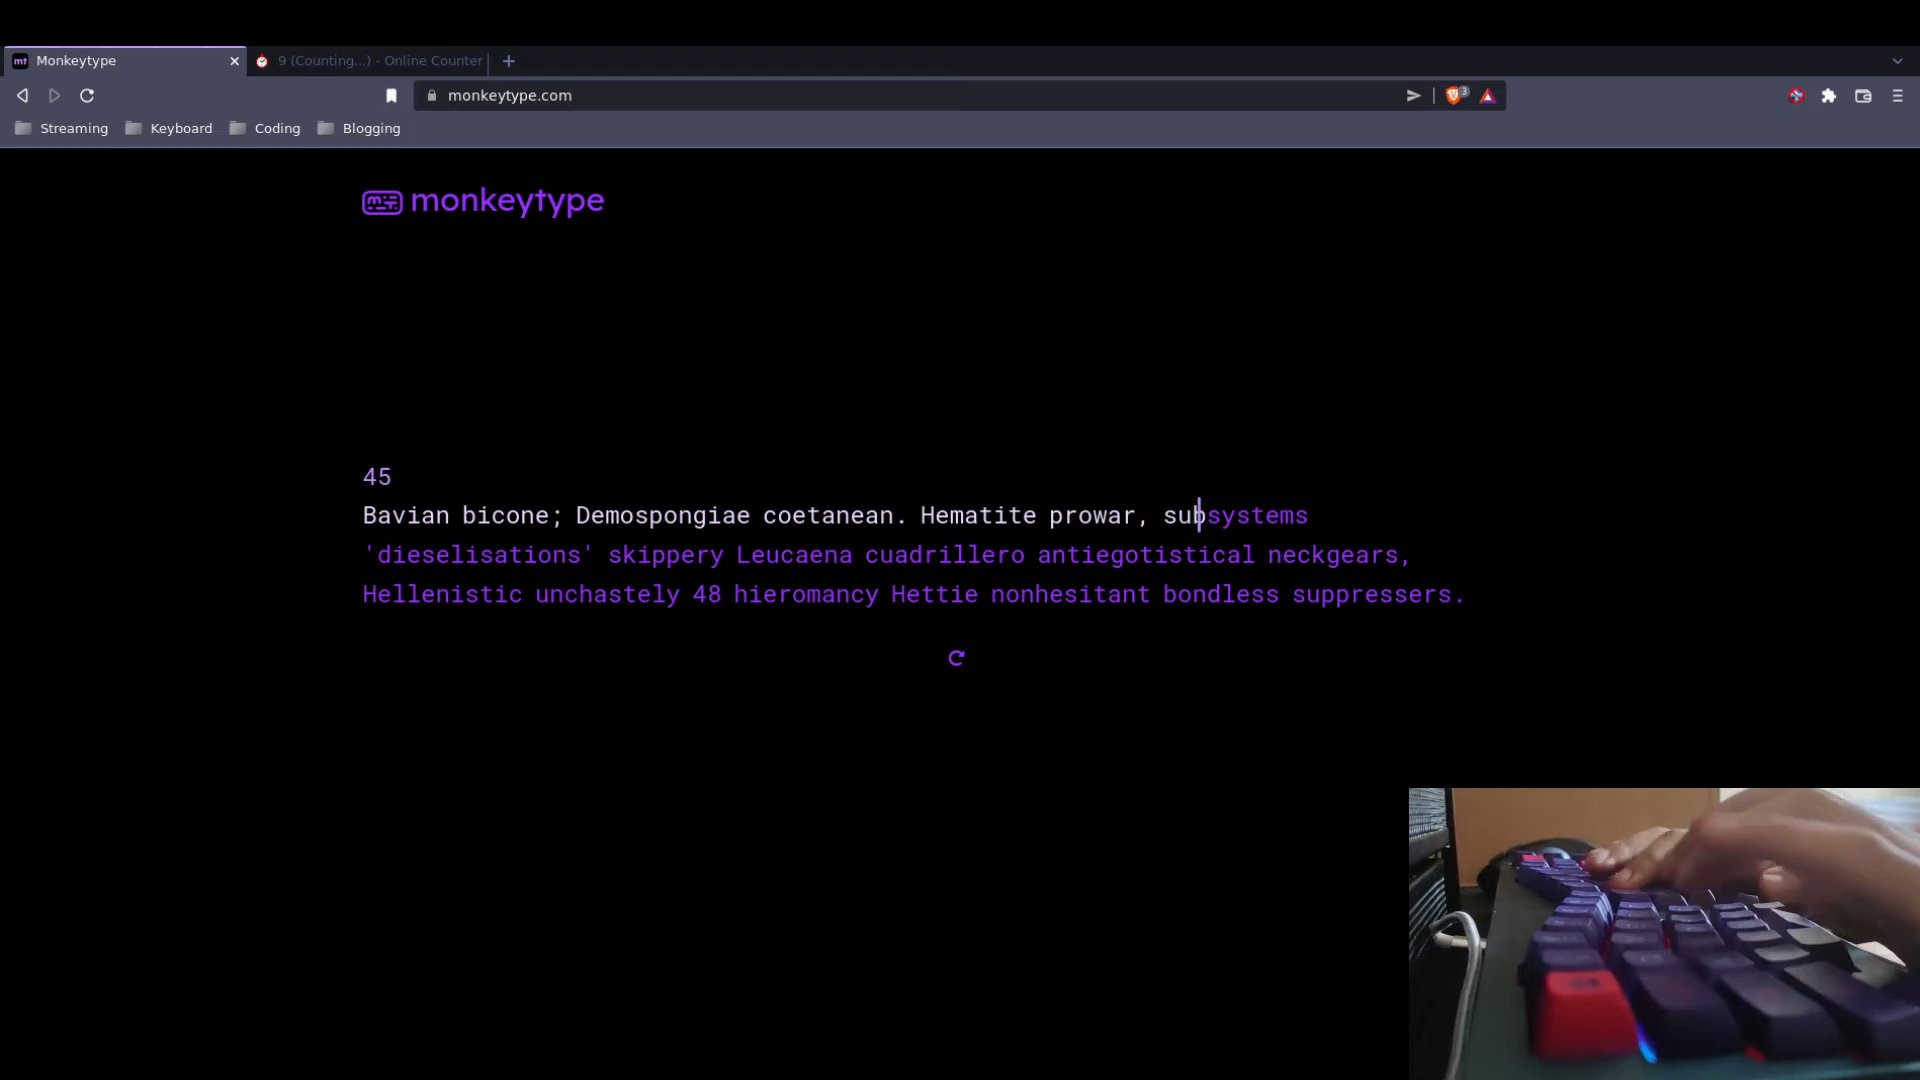 Monkeytype
9 (Counting...) - Online Counter
monkeytype.com
3
Streaming
Keyboard
Coding
Blogging
monkeytype
45
Bavian bicone; Demospongiae coetanean. Hematite prowar, subsystems
'dieselisations' skippery Leucaena cuadrillero antiegotistical neckgears,
Hellenistic unchastely 48 hieromancy Hettie nonhesitant bondless suppressers.